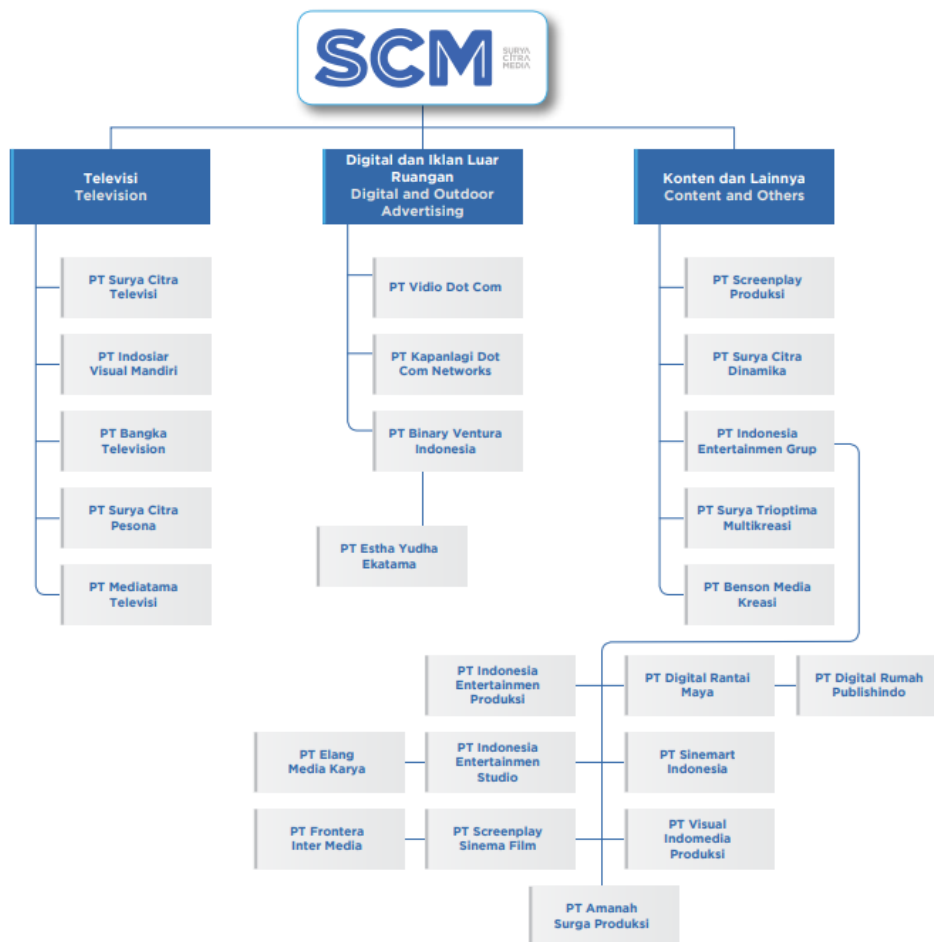 SCM
SURYA
CITRA
MEDIA
Televisi
Television
Digital dan Iklan Luar
Ruangan
Digital and Outdoor
Advertising
Konten dan Lainnya
Content and Others
PT Surya Citra
Televisi
PT Indosiar
Visual Mandiri
PT Bangka
Television
PT Surya Citra
Pesona
PT Mediatama
Televisi
PT Vidio Dot Com
PT Kapanlagi Dot
Com Networks
PT Binary Ventura
Indonesia
PT Estha Yudha
Ekatama
PT Screenplay
Produksi
PT Surya Citra
Dinamika
PT Indonesia
Entertainmen Grup
PT Surya Trioptima
Multikreasi
PT Benson Media
Kreasi
PT Indonesia
Entertainmen
Produksi
PT Digital Rantai
Maya
PT Digital Rumah
Publishindo
PT Elang
Media Karya
PT Indonesia
Entertainmen
Studio
PT Sinemart
Indonesia
PT Frontera
Inter Media
PT Screenplay
Sinema Film
PT Visual
Indomedia
Produksi
PT Amanah
Surga Produksi